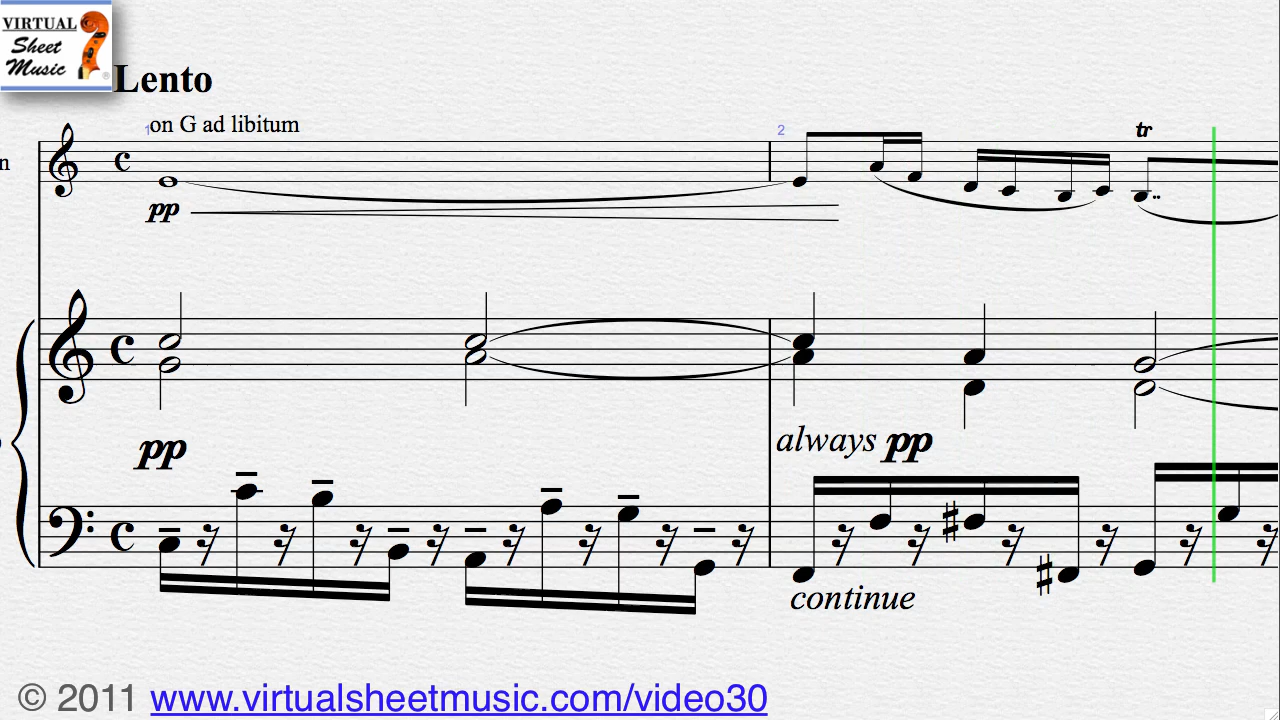 VIRTUAL
Sheet
Music
®
Lento
1 on G ad libitum
2
tr
n
pp
pp
always pp
continue
© 2011 www.virtualsheetmusic.com/video30